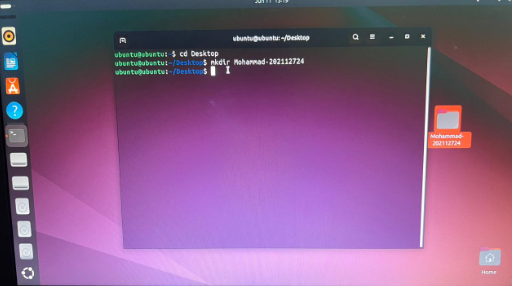 Jun 11 15:19
ubuntu@ubuntu: ~/Desktop
ubuntu@ubuntu:~$ cd Desktop
ubuntu@ubuntu:~/Desktop$ mkdir Mohammad-202112724
ubuntu@ubuntu:~/Desktop$
Mohammad-
202112724
Home